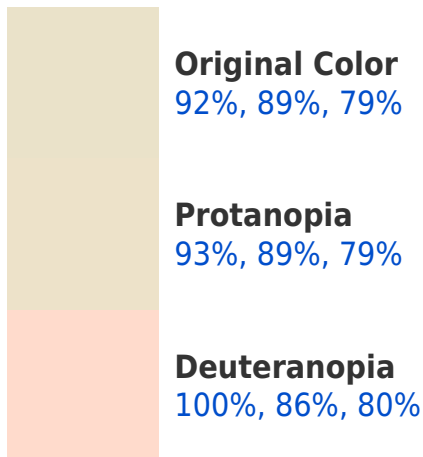 Original Color
92%, 89%, 79%
Protanopia
93%, 89%, 79%
Deuteranopia
100%, 86%, 80%